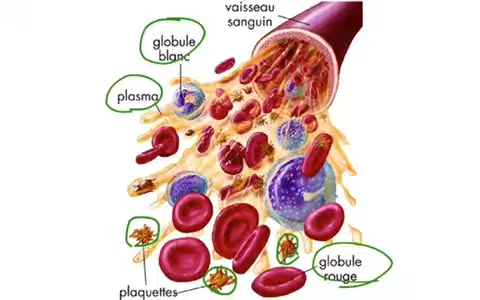 vaisseau
sanguin
globule
blanc
plasma
globule
rouge
plaquettes